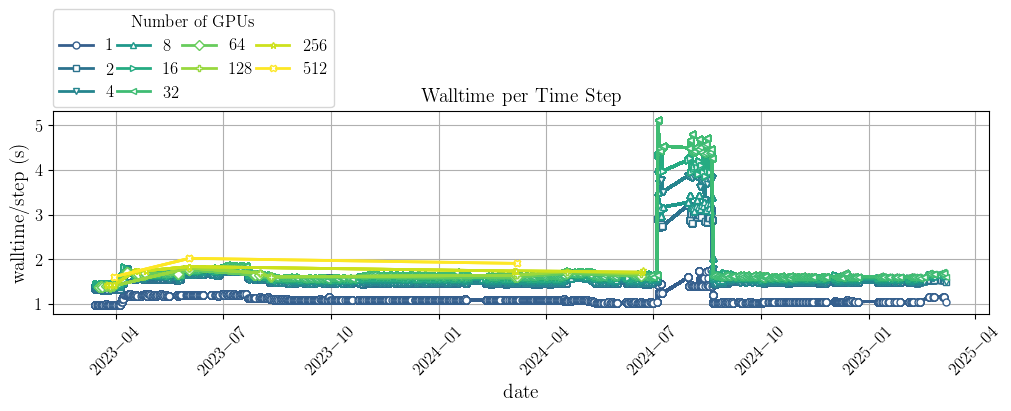 Number of GPUs
1 8 64 256
2 16 128 512
4 32
Walltime per Time Step
walltime/step (s)
5
4
3
2
1
2023-04 2023-07 2023-10 2024-01 2024-04 2024-07 2024-10 2025-01 2025-04
date